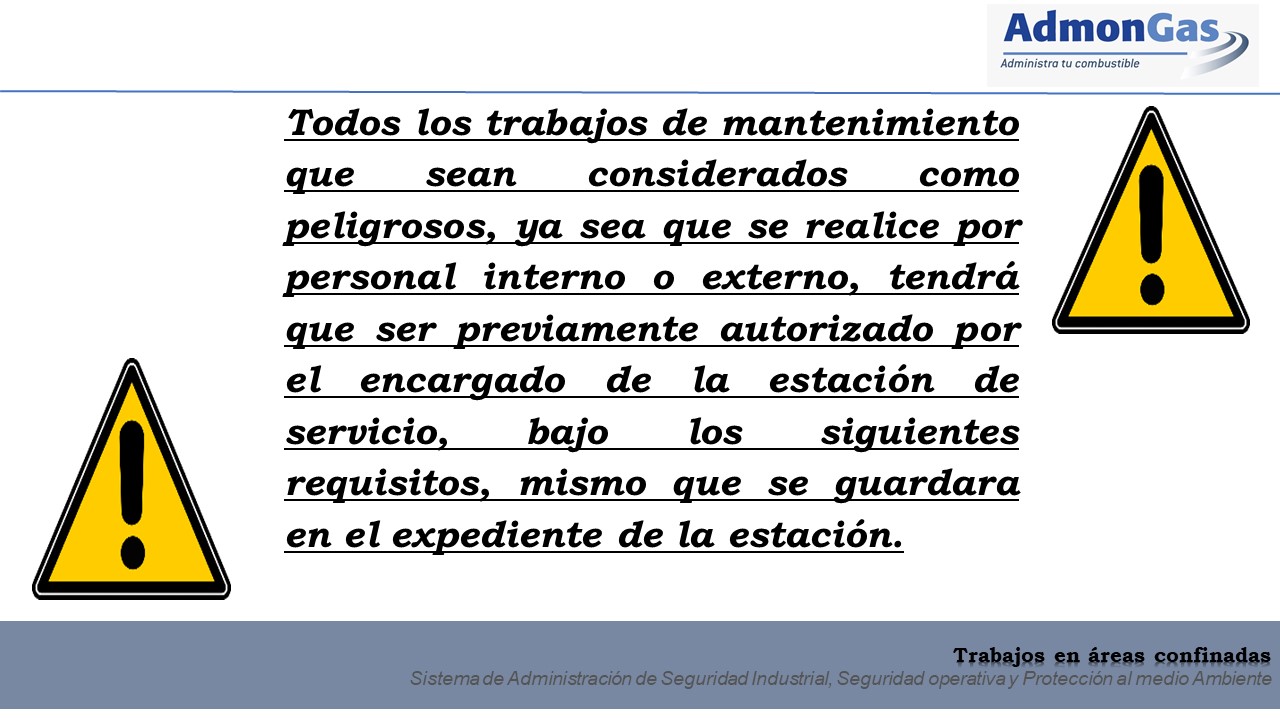 AdmonGas
Administra tu combustible
Todos los trabajos de mantenimiento
que sean considerados como
peligrosos, ya sea que se realice por
personal interno o externo, tendrá
que ser previamente autorizado por
el encargado de la estación de
servicio, bajo los siguientes
requisitos, mismo que se guardara
en el expediente de la estación.
Trabajos en áreas confinadas
Sistema de Administración de Seguridad Industrial, Seguridad operativa y Protección al medio Ambiente